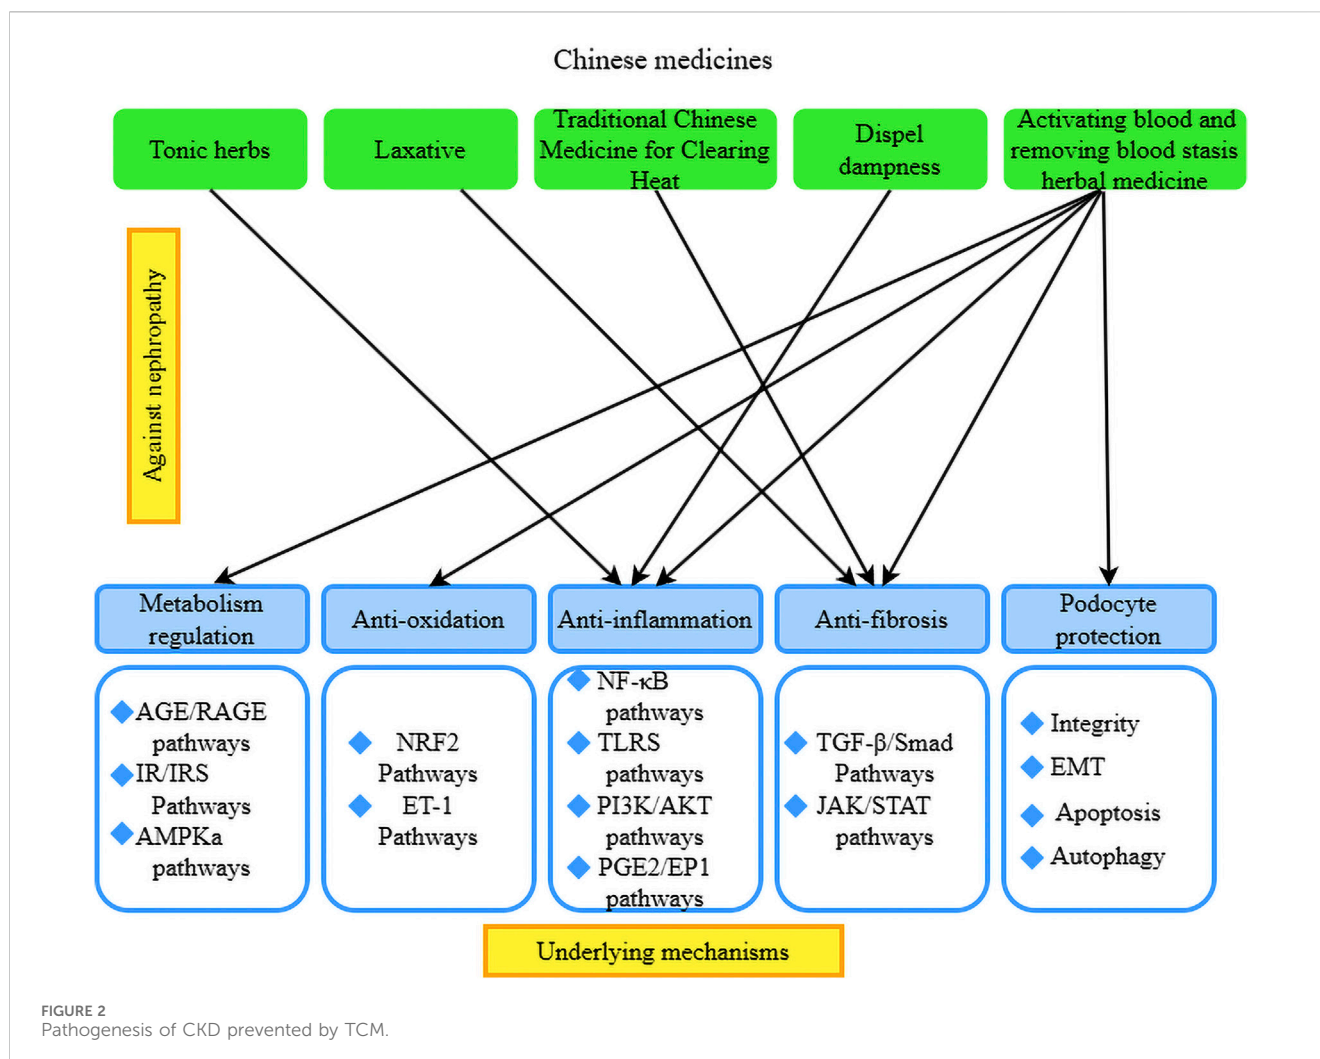 Chinese medicines
Tonic herbs
Laxative
Traditional Chinese
Medicine for Clearing
Heat
Dispel
dampness
Activating blood and
removing blood stasis
herbal medicine
Against nephropathy
Metabolism
regulation
Anti-oxidation
Anti-inflammation
Anti-fibrosis
Podocyte
protection
AGE/RAGE
pathways
IR/IRS
Pathways
AMPKa
pathways
NRF2
Pathways
ET-1
Pathways
NF-κB
pathways
TLRS
pathways
PI3K/AKT
pathways
PGE2/EP1
pathways
TGF-β/Smad
Pathways
JAK/STAT
pathways
Integrity
EMT
Apoptosis
Autophagy
Underlying mechanisms
FIGURE 2
Pathogenesis of CKD prevented by TCM.